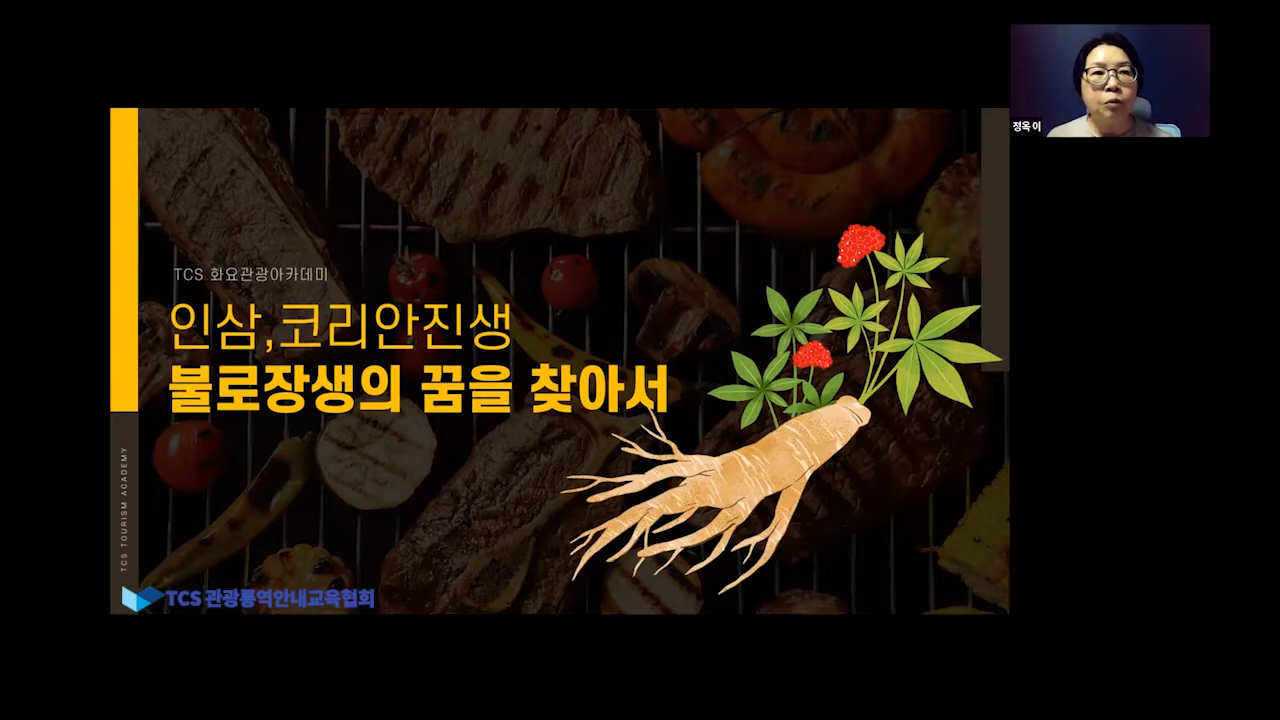 정옥 이
TCS 화요관광아카데미
인삼,코리안진생
불로장생의 꿈을 찾아서
TCS TOURISM ACADEMY
TCS 관광통역안내교육협회